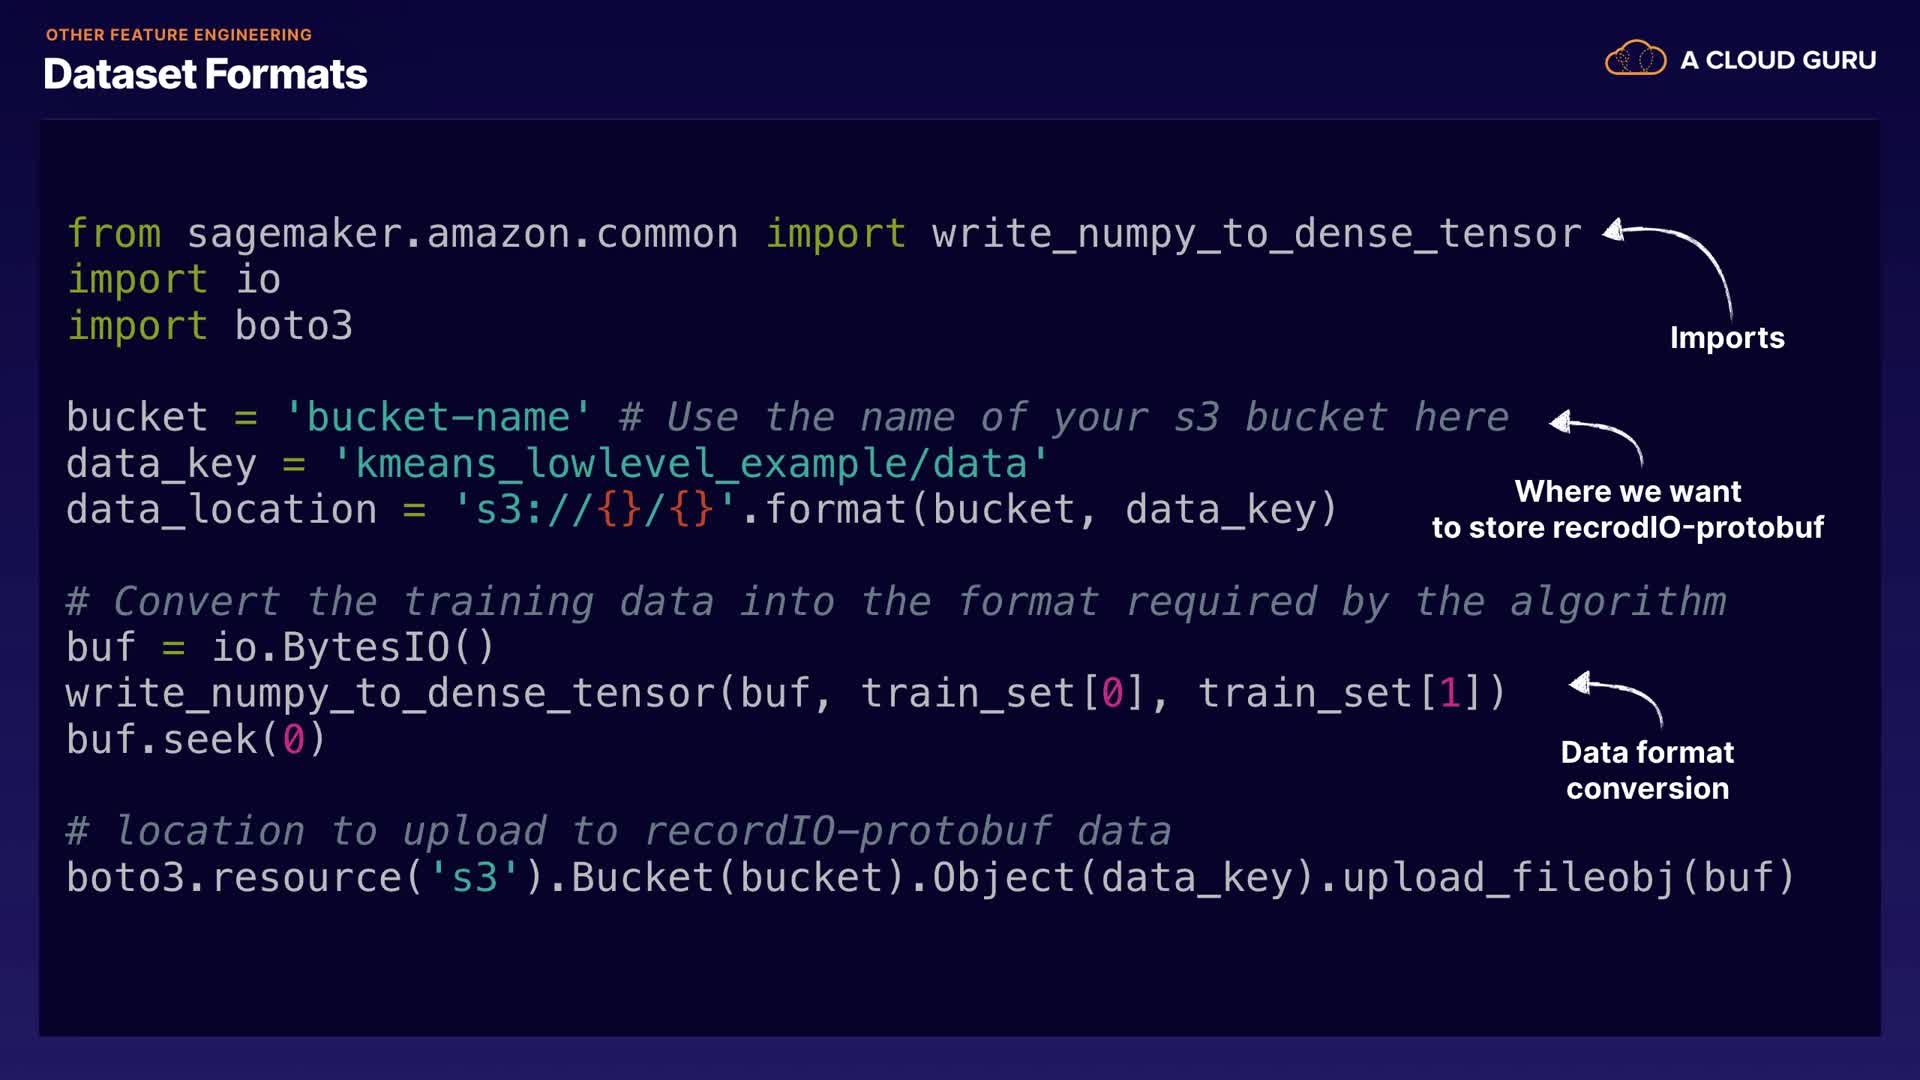 OTHER FEATURE ENGINEERING
Dataset Formats
A CLOUD GURU
from sagemaker.amazon.common import write_numpy_to_dense_tensor
import io
import boto3
Imports
bucket = 'bucket-name' # Use the name of your s3 bucket here
data_key = 'kmeans_lowlevel_example/data'
data_location = 's3://{}/{}'.format(bucket, data_key)
Where we want
to store recrodIO-protobuf
# Convert the training data into the format required by the algorithm
buf = io.BytesIO()
write_numpy_to_dense_tensor(buf, train_set[0], train_set[1])
buf.seek(0)
Data format
conversion
# location to upload to recordIO-protobuf data
boto3.resource('s3').Bucket(bucket).Object(data_key).upload_fileobj(buf)